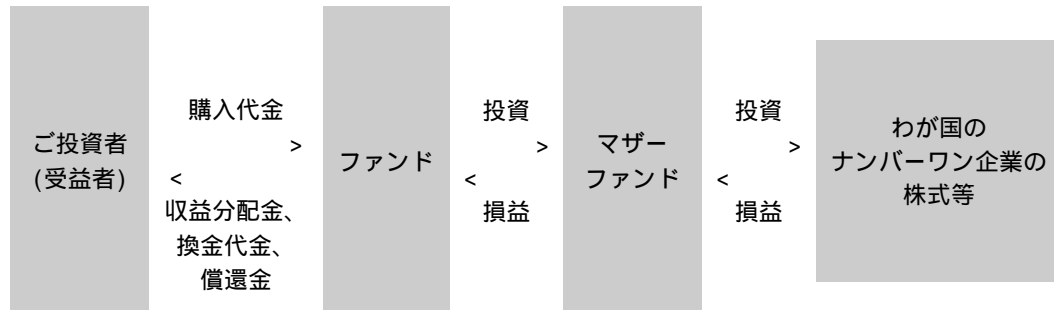 ご投資者
(受益者)
購入代金
>
<
収益分配金、
換金代金、
償還金
ファンド
投資
>
<
損益
マザー
ファンド
投資
>
<
損益
わが国の
ナンバーワン企業の
株式等